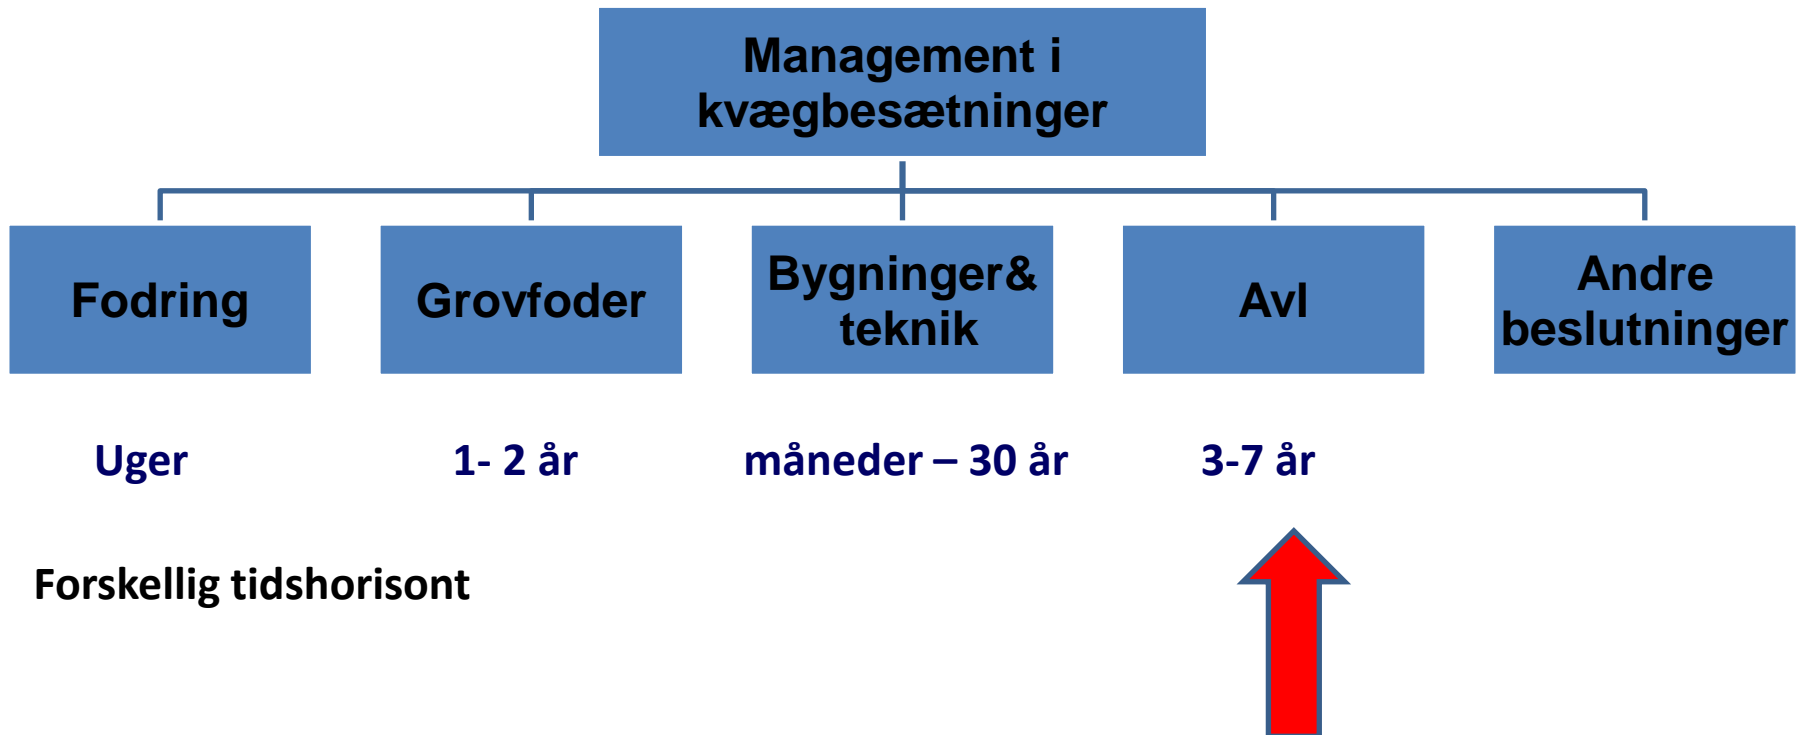 Management i
kvægbesætninger
Fodring
Grovfoder
Bygninger&
teknik
Avl
Andre
beslutninger
Uger
1- 2 år
måneder – 30 år
3-7 år
Forskellig tidshorisont